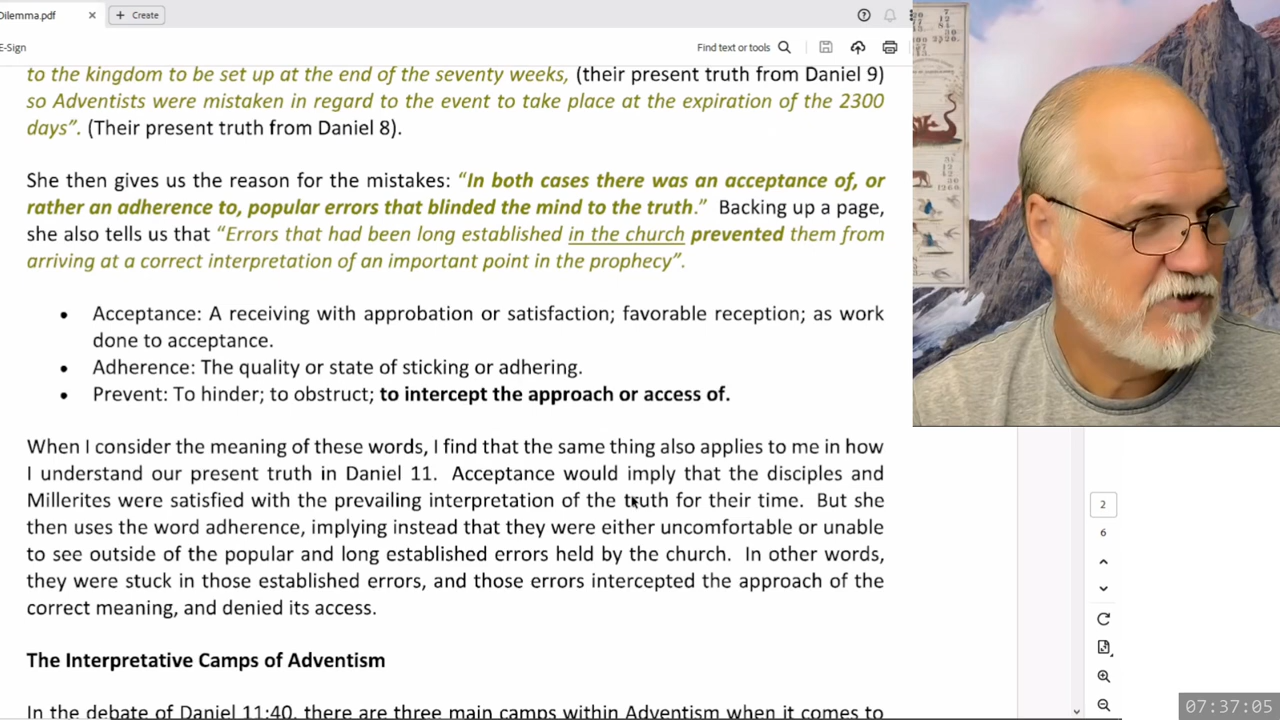 Dilemma.pdf
Create
E-Sign
Find text or tools
to the kingdom to be set up at the end of the seventy weeks, (their present truth from Daniel 9)
so Adventists were mistaken in regard to the event to take place at the expiration of the 2300
days”. (Their present truth from Daniel 8).
She then gives us the reason for the mistakes: “In both cases there was an acceptance of, or
rather an adherence to, popular errors that blinded the mind to the truth.” Backing up a page,
she also tells us that “Errors that had been long established in the church prevented them from
arriving at a correct interpretation of an important point in the prophecy”.
• Acceptance: A receiving with approbation or satisfaction; favorable reception; as work
done to acceptance.
• Adherence: The quality or state of sticking or adhering.
• Prevent: To hinder; to obstruct; to intercept the approach or access of.
When I consider the meaning of these words, I find that the same thing also applies to me in how
I understand our present truth in Daniel 11. Acceptance would imply that the disciples and
Millerites were satisfied with the prevailing interpretation of the truth for their time. But she
then uses the word adherence, implying instead that they were either uncomfortable or unable
to see outside of the popular and long established errors held by the church. In other words,
they were stuck in those established errors, and those errors intercepted the approach of the
correct meaning, and denied its access.
The Interpretative Camps of Adventism
In the debate of Daniel 11:40, there are three main camps within Adventism when it comes to
2
6
07:37:05